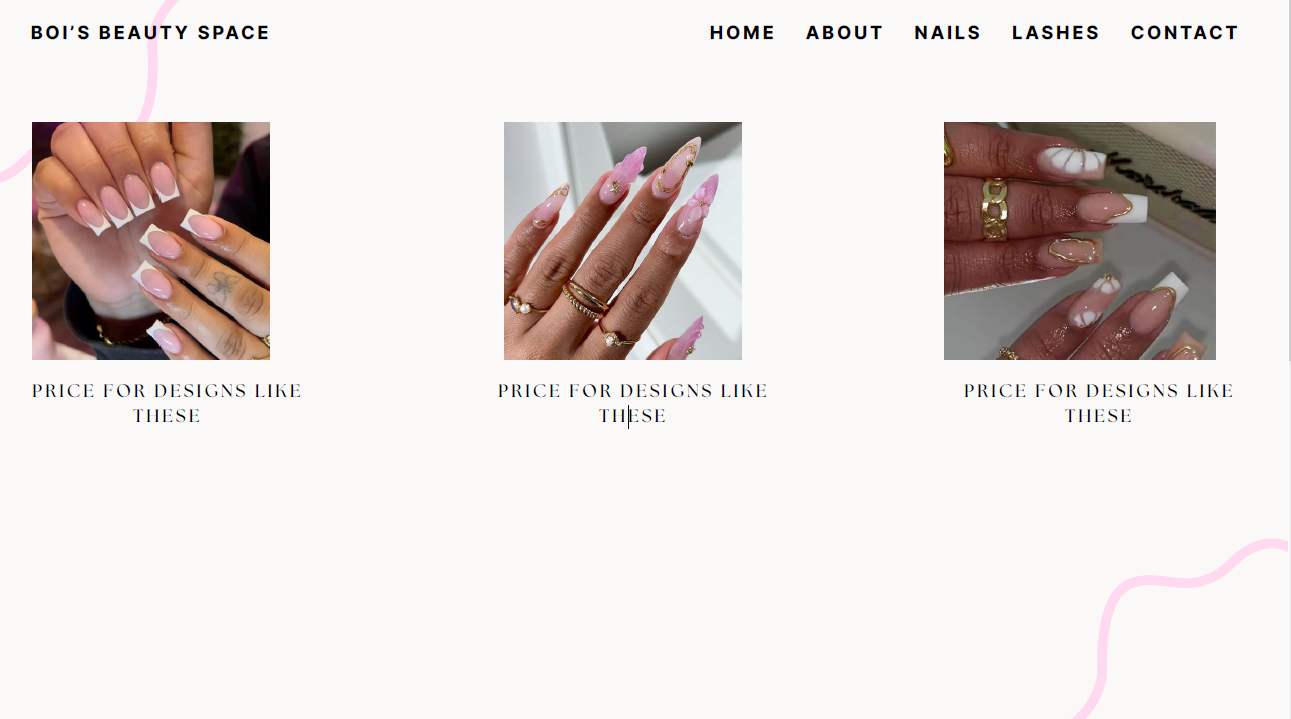 BOI’S BEAUTY SPACE
HOME ABOUT NAILS LASHES CONTACT
PRICE FOR DESIGNS LIKE
THESE
PRICE FOR DESIGNS LIKE
THESE
PRICE FOR DESIGNS LIKE
THESE